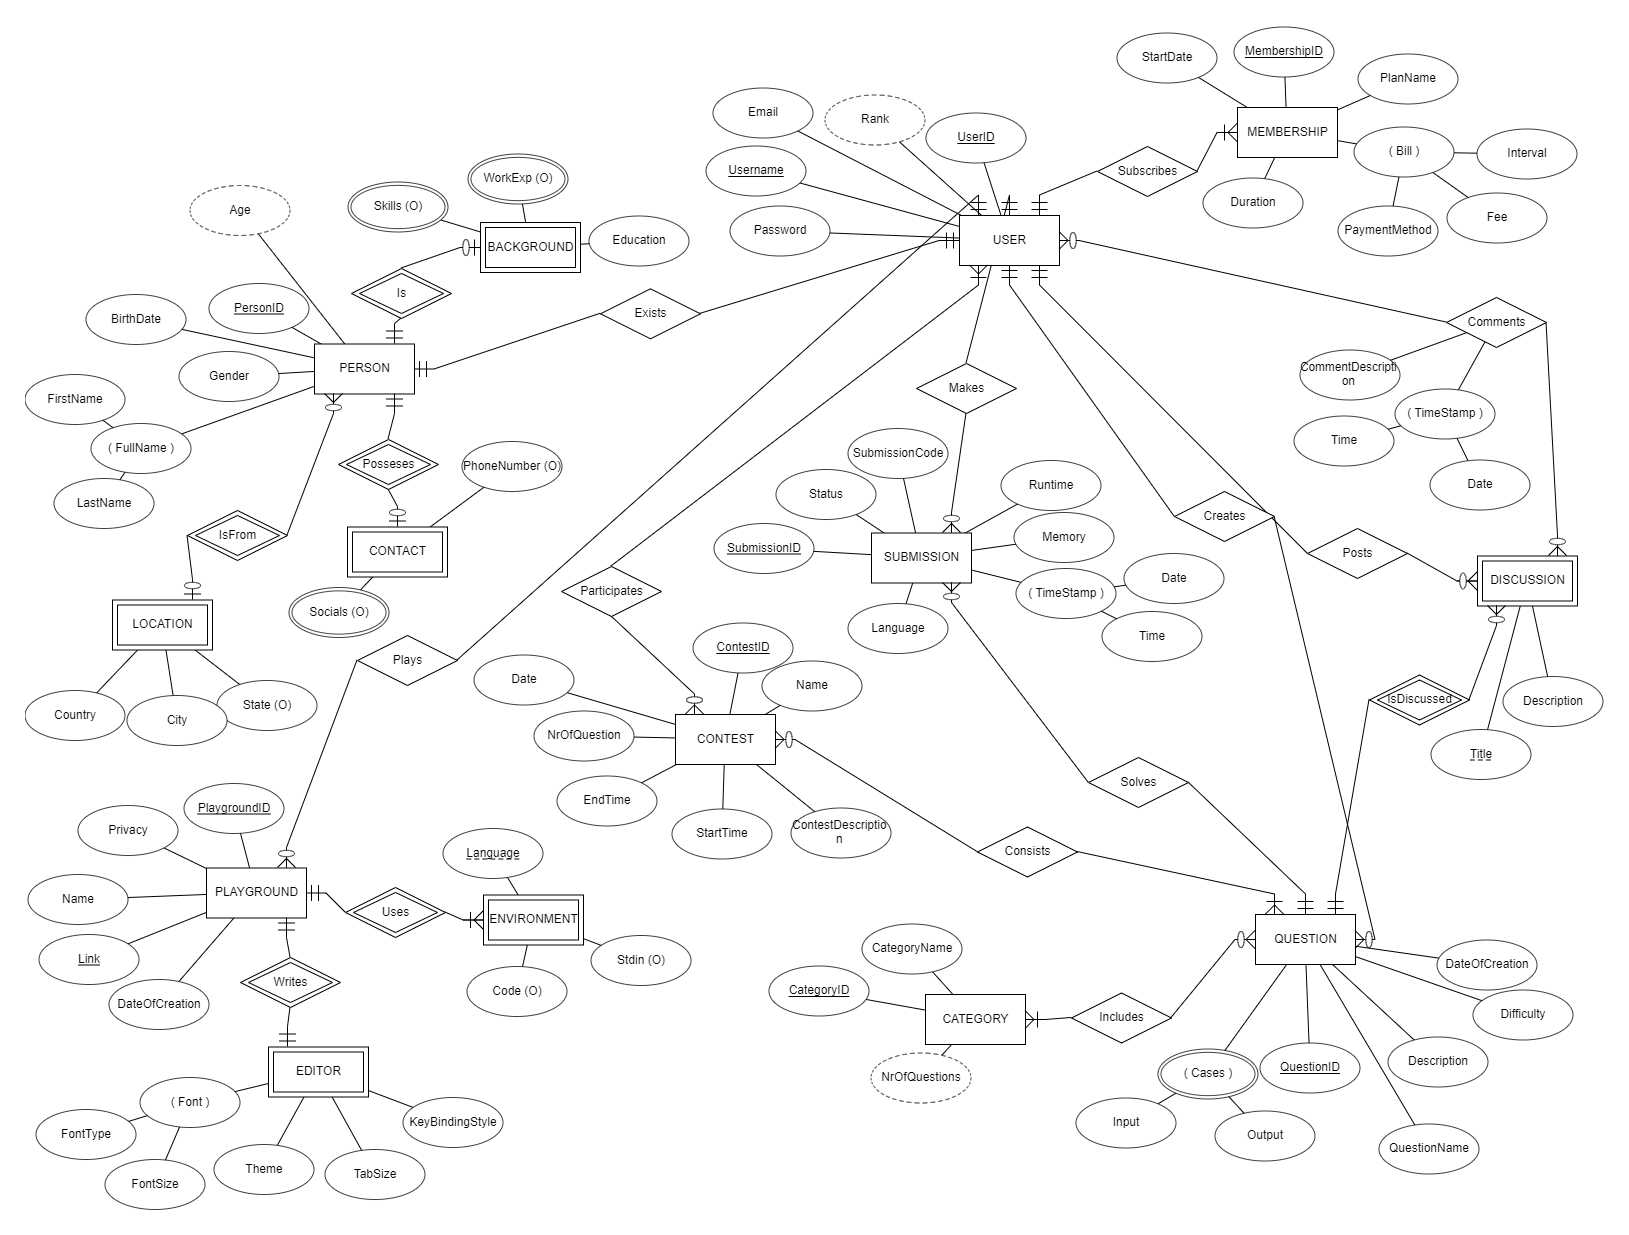 StartDate
MembershipID
PlanName
MEMBERSHIP
( Bill )
Interval
Duration
PaymentMethod
Fee
Subscribes
Email
Rank
UserID
Username
Password
USER
WorkExp (O)
Skills (O)
BACKGROUND
Education
Age
Is
BirthDate
PersonID
Exists
PERSON
Gender
FirstName
( FullName )
LastName
Posseses
PhoneNumber (O)
IsFrom
CONTACT
Socials (O)
LOCATION
Country
City
State (O)
Comments
CommentDescripti
on
( TimeStamp )
Time
Date
Makes
SubmissionCode
Status
Runtime
Memory
SubmissionID
SUBMISSION
( TimeStamp )
Date
Time
Language
Creates
Posts
DISCUSSION
IsDiscussed
Description
Title
Participates
Plays
ContestID
Date
Name
NrOfQuestion
CONTEST
EndTime
StartTime
ContestDescriptio
n
Solves
Consists
PlaygroundID
Privacy
PLAYGROUND
Name
Link
DateOfCreation
Uses
Language
ENVIRONMENT
Stdin (O)
Code (O)
Writes
EDITOR
( Font )
FontType
FontSize
Theme
TabSize
KeyBindingStyle
CategoryName
CategoryID
CATEGORY
NrOfQuestions
Includes
QUESTION
DateOfCreation
Difficulty
Description
( Cases )
QuestionID
Input
Output
QuestionName